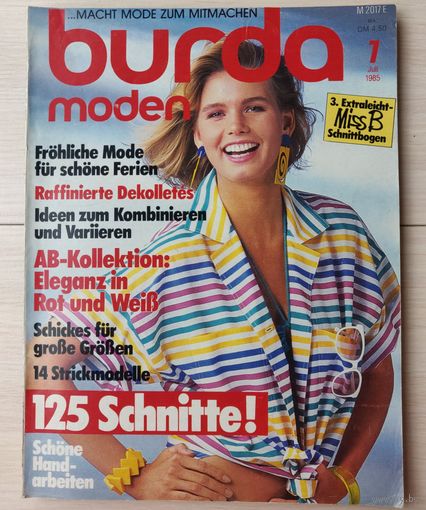 ...MACHT MODE ZUM MITMACHEN
M 2017 E
DM 4,50
burda
moden
7
Juli
1985
3. Extraleicht-
Miss B
Schnittbogen
Fröhliche Mode
für schöne Ferien
Raffinierte Dekolletés
Ideen zum Kombinieren
und Variieren
AB-Kollektion:
Eleganz in
Rot und Weiß
Schickes für
große Größen
14 Strickmodelle
125 Schnitte!
Schöne
Hand-
arbeiten